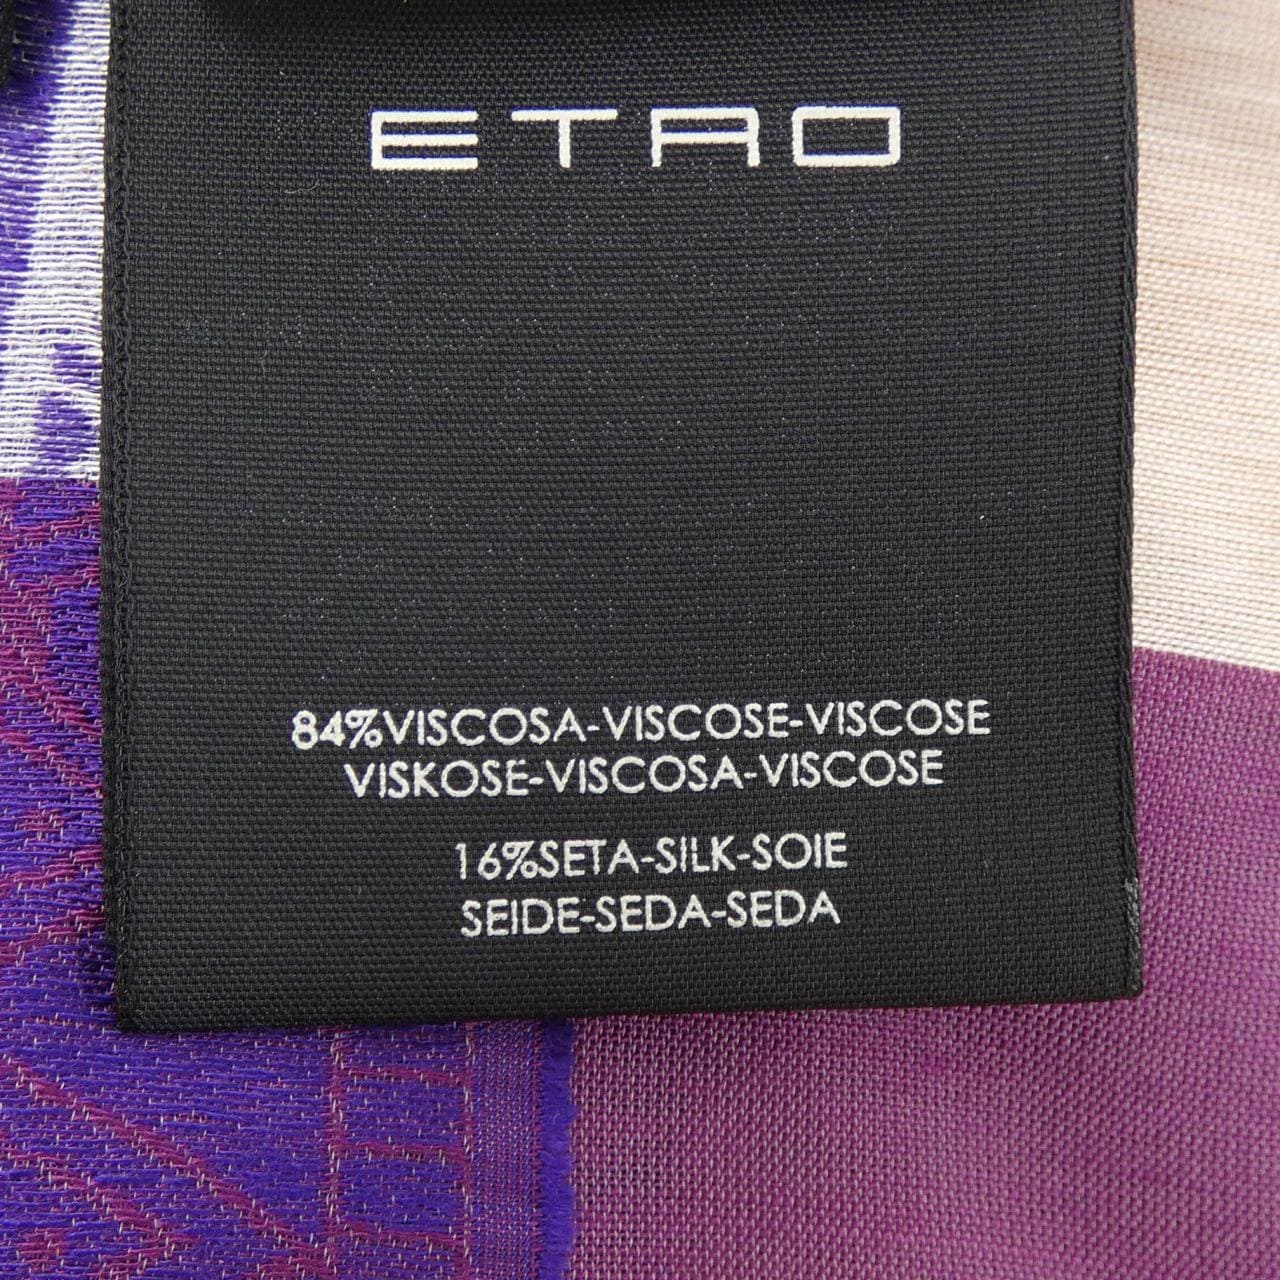 ETRO
84%VISCOSA-VISCOSE-VISCOSE
VISKOSE-VISCOSA-VISCOSE
16%SETA-SILK-SOIE
SEIDE-SEDA-SEDA